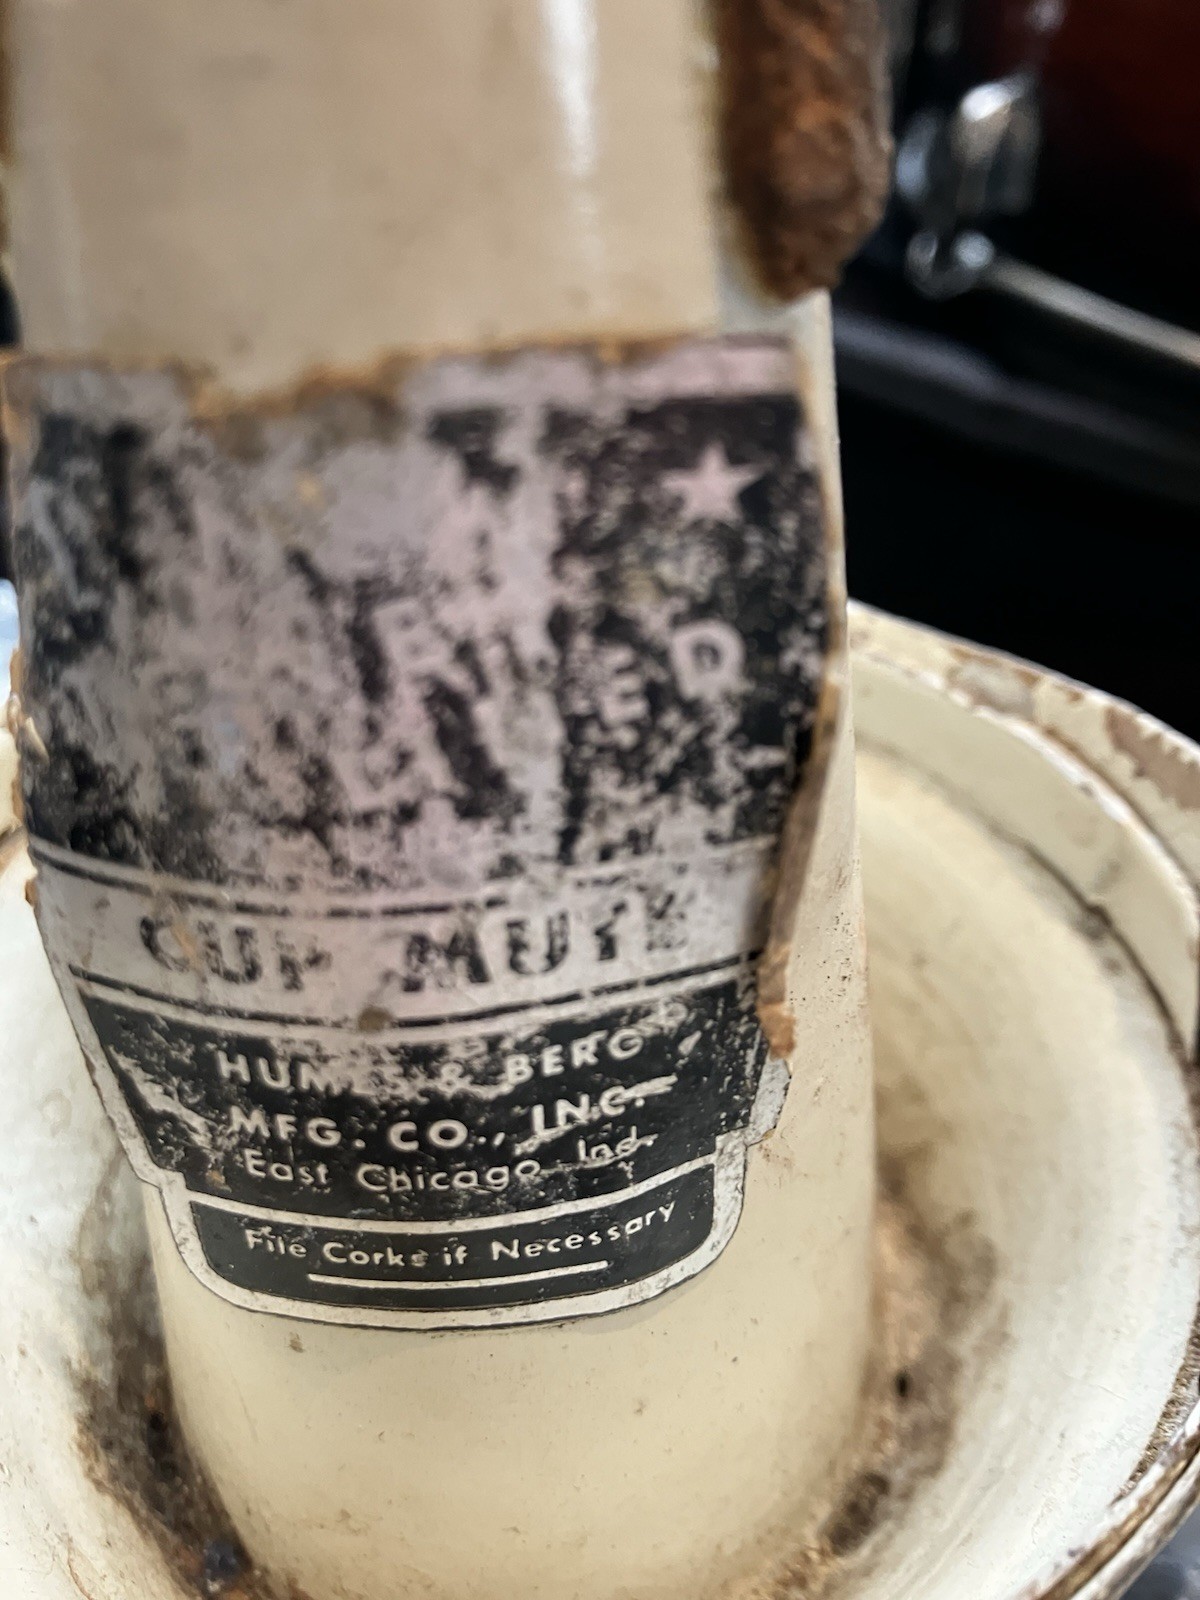 CUP MUTE
HUMES & BERG
MFG. CO., INC.
East Chicago, Ind.
File Corks if Necessary